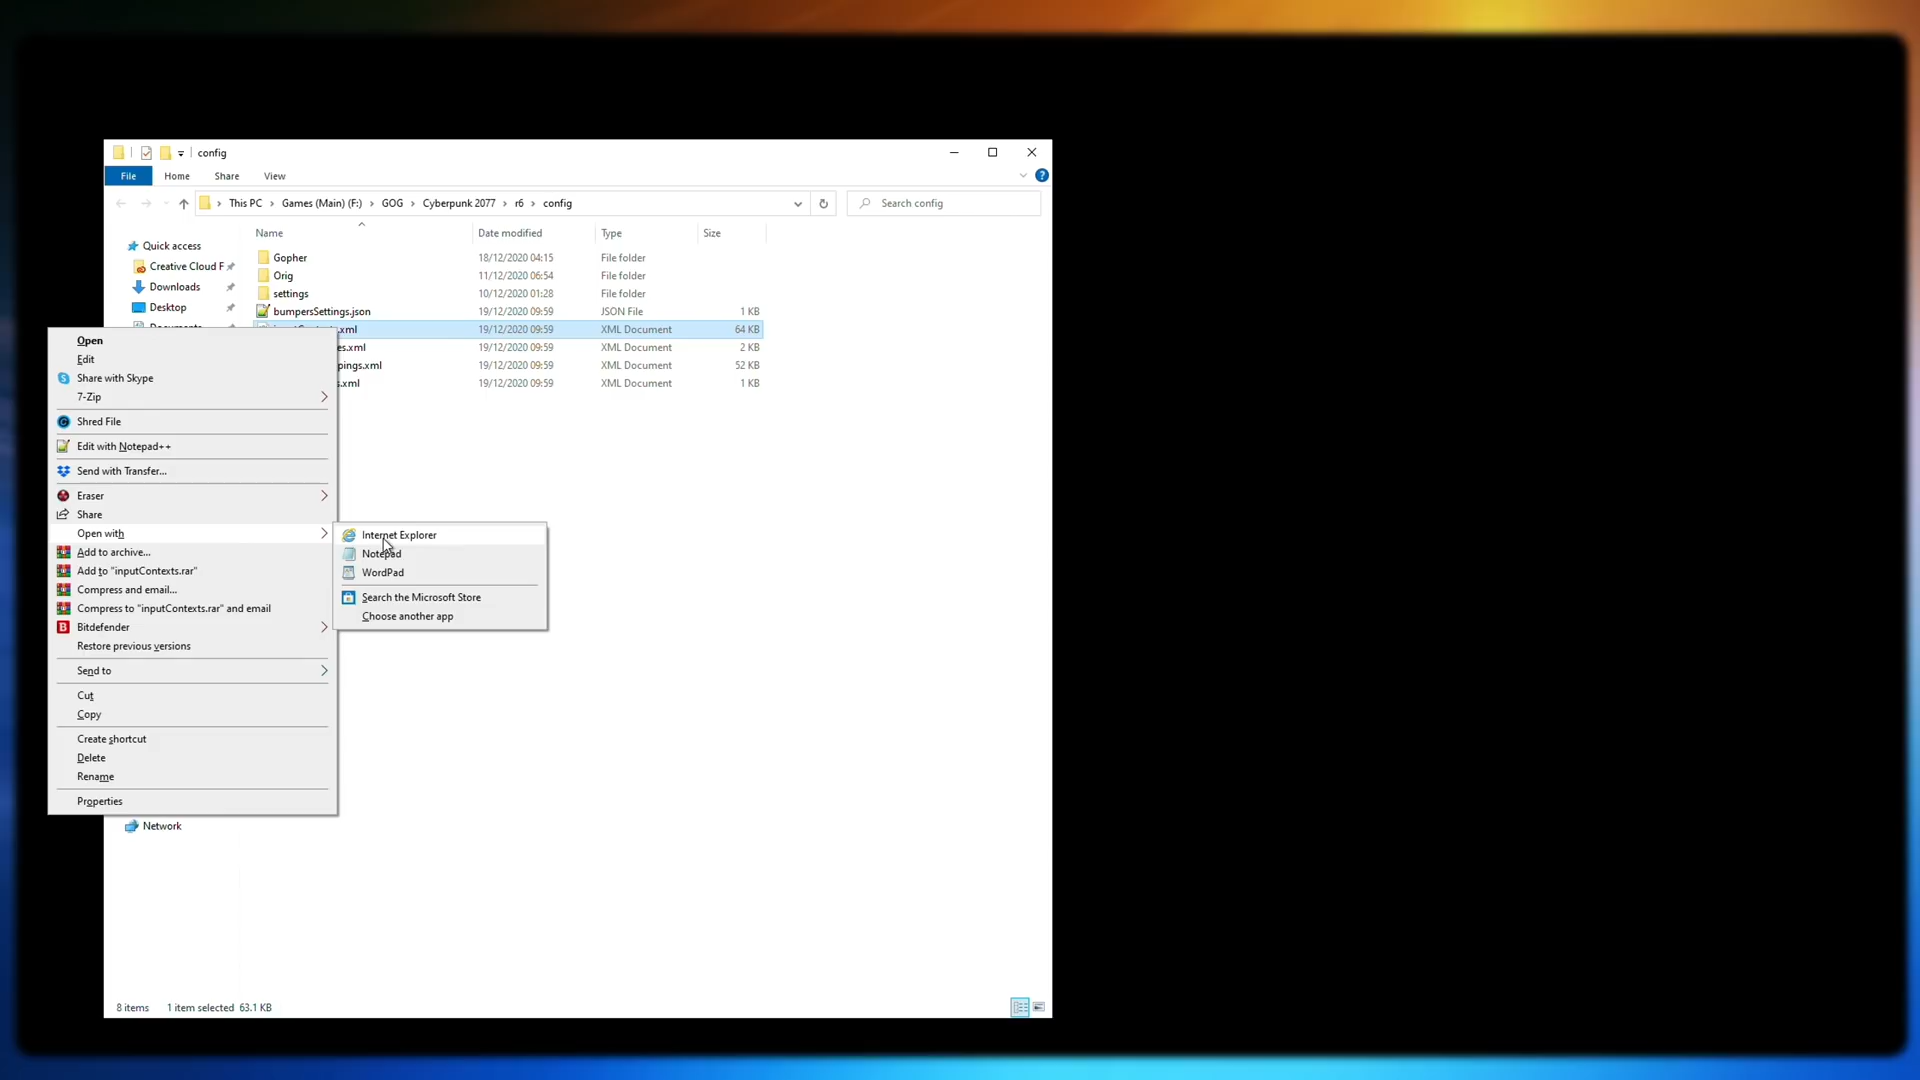 config
File Home Share View
This PC > Games (Main) (F:) > GOG > Cyberpunk 2077 > r6 > config
Search config
Name Date modified Type Size
Quick access
Creative Cloud F
Downloads
Desktop
Gopher 18/12/2020 04:15 File folder
Orig 11/12/2020 06:54 File folder
settings 10/12/2020 01:28 File folder
bumpersSettings.json 19/12/2020 09:59 JSON File 1 KB
.xml 19/12/2020 09:59 XML Document 64 KB
es.xml 19/12/2020 09:59 XML Document 2 KB
pings.xml 19/12/2020 09:59 XML Document 52 KB
s.xml 19/12/2020 09:59 XML Document 1 KB
Open
Edit
Share with Skype
7-Zip
Shred File
Edit with Notepad++
Send with Transfer...
Eraser
Share
Open with
Add to archive...
Add to "inputContexts.rar"
Compress and email...
Compress to "inputContexts.rar" and email
Bitdefender
Restore previous versions
Send to
Cut
Copy
Create shortcut
Delete
Rename
Properties
Internet Explorer
Notepad
WordPad
Search the Microsoft Store
Choose another app
Network
8 items 1 item selected 63.1 KB